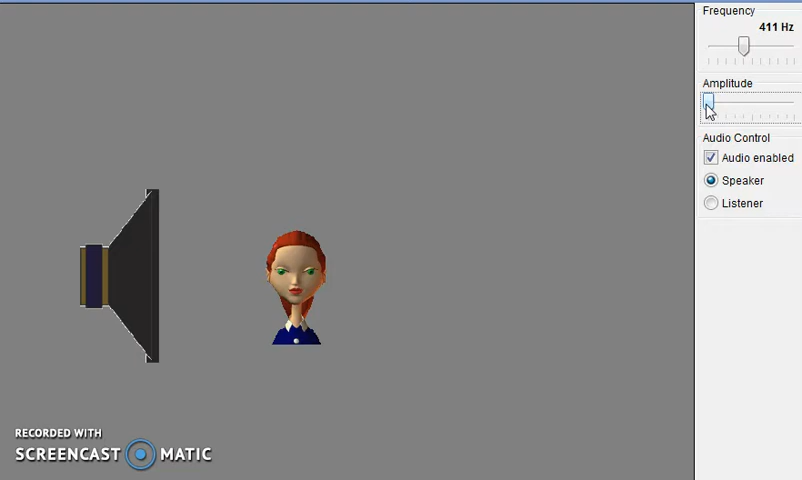 Frequency
411 Hz
Amplitude
Audio Control
Audio enabled
Speaker
Listener
RECORDED WITH
SCREENCAST MATIC